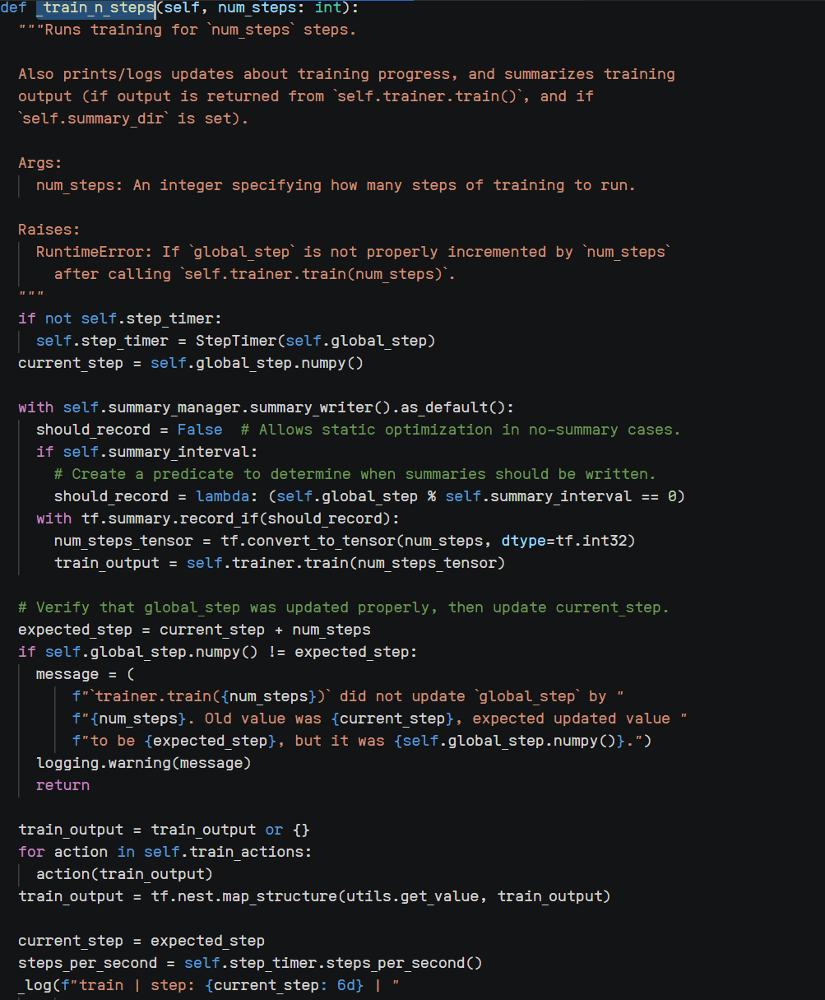 def _train_n_steps(self, num_steps: int):
  """Runs training for `num_steps` steps.

  Also prints/logs updates about training progress, and summarizes training
  output (if output is returned from `self.trainer.train()`, and if
  `self.summary_dir` is set).

  Args:
    num_steps: An integer specifying how many steps of training to run.

  Raises:
    RuntimeError: If `global_step` is not properly incremented by `num_steps`
      after calling `self.trainer.train(num_steps)`.
  """
  if not self.step_timer:
    self.step_timer = StepTimer(self.global_step)
  current_step = self.global_step.numpy()

  with self.summary_manager.summary_writer().as_default():
    should_record = False  # Allows static optimization in no-summary cases.
    if self.summary_interval:
      # Create a predicate to determine when summaries should be written.
      should_record = lambda: (self.global_step % self.summary_interval == 0)
    with tf.summary.record_if(should_record):
      num_steps_tensor = tf.convert_to_tensor(num_steps, dtype=tf.int32)
      train_output = self.trainer.train(num_steps_tensor)

  # Verify that global_step was updated properly, then update current_step.
  expected_step = current_step + num_steps
  if self.global_step.numpy() != expected_step:
    message = (
        f"`trainer.train({num_steps})` did not update `global_step` by "
        f"{num_steps}. Old value was {current_step}, expected updated value "
        f"to be {expected_step}, but it was {self.global_step.numpy()}.")
    logging.warning(message)
    return

  train_output = train_output or {}
  for action in self.train_actions:
    action(train_output)
  train_output = tf.nest.map_structure(utils.get_value, train_output)

  current_step = expected_step
  steps_per_second = self.step_timer.steps_per_second()
  _log(f"train | step: {current_step: 6d} | "